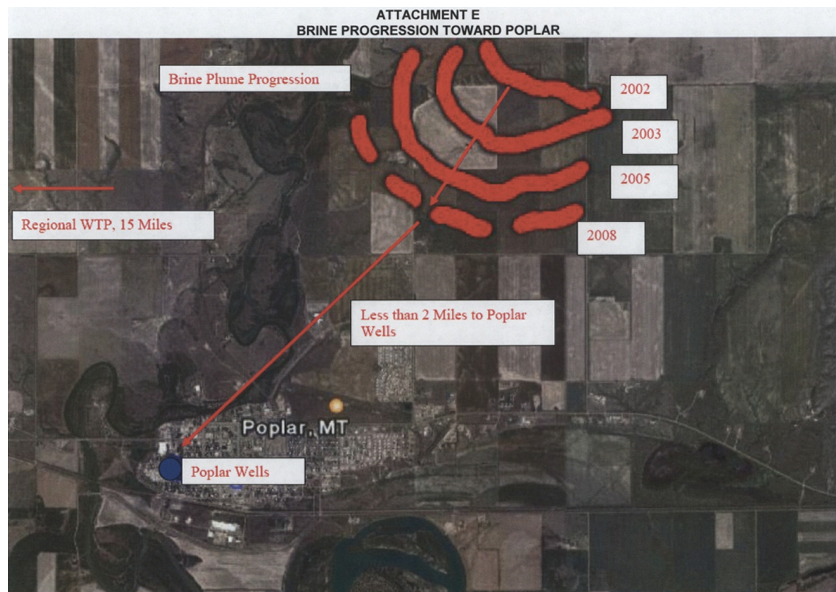 ATTACHMENT E
BRINE PROGRESSION TOWARD POPLAR
Brine Plume Progression
2002
2003
2005
Regional WTP, 15 Miles
2008
Less than 2 Miles to Poplar
Wells
Poplar, MT
Poplar Wells